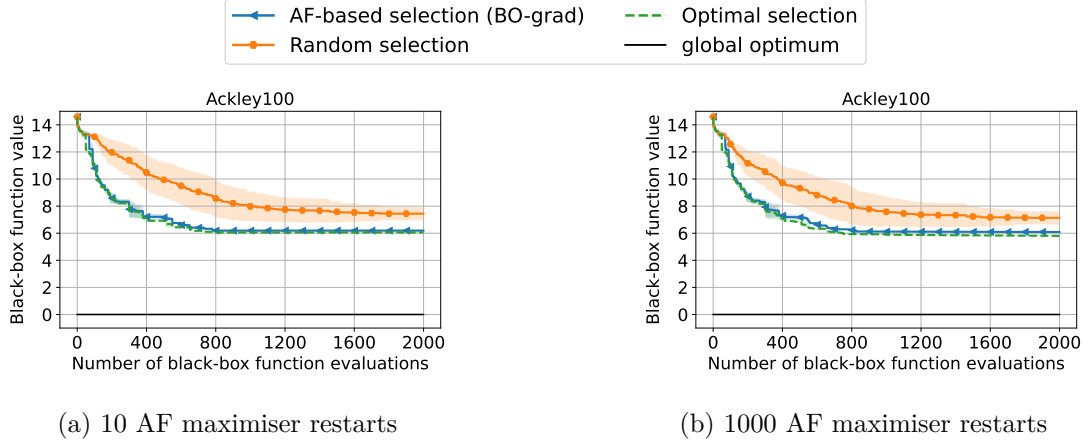 AF-based selection (BO-grad)
Random selection
Optimal selection
global optimum
Ackley100
Black-box function value
14
12
10
8
6
4
2
0
0 400 800 1200 1600 2000
Number of black-box function evaluations
(a) 10 AF maximiser restarts
Ackley100
Black-box function value
14
12
10
8
6
4
2
0
0 400 800 1200 1600 2000
Number of black-box function evaluations
(b) 1000 AF maximiser restarts